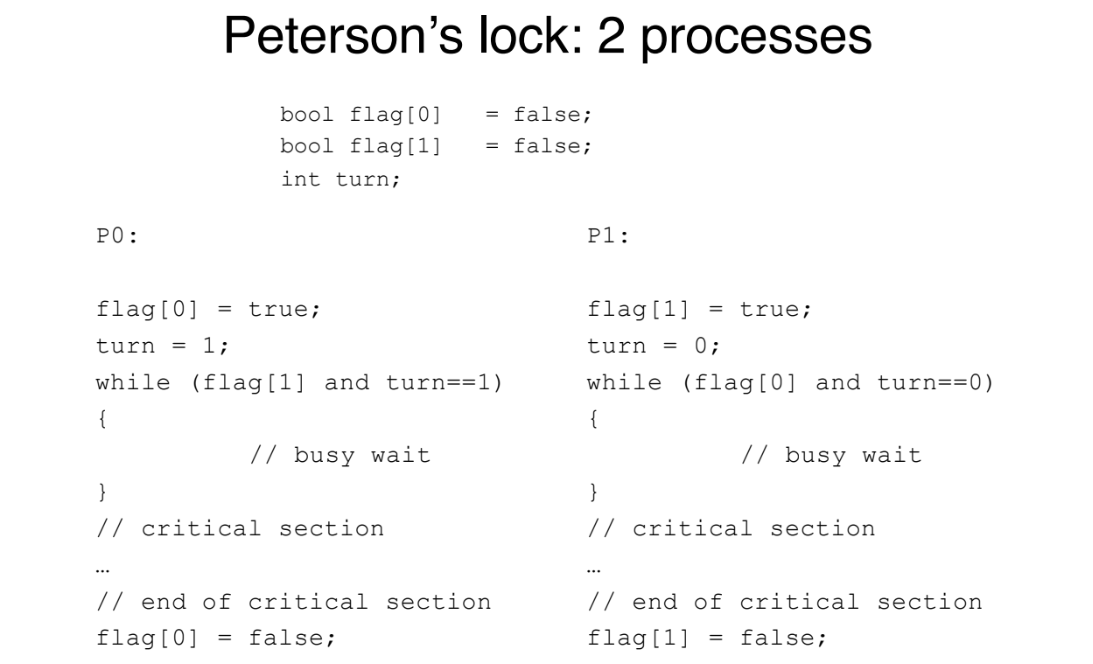 Peterson’s lock: 2 processes
bool flag[0]   = false;
bool flag[1]   = false;
int turn;
P0:
flag[0] = true;
turn = 1;
while (flag[1] and turn==1)
{
// busy wait
}
// critical section
…
// end of critical section
flag[0] = false;
P1:
flag[1] = true;
turn = 0;
while (flag[0] and turn==0)
{
// busy wait
}
// critical section
…
// end of critical section
flag[1] = false;